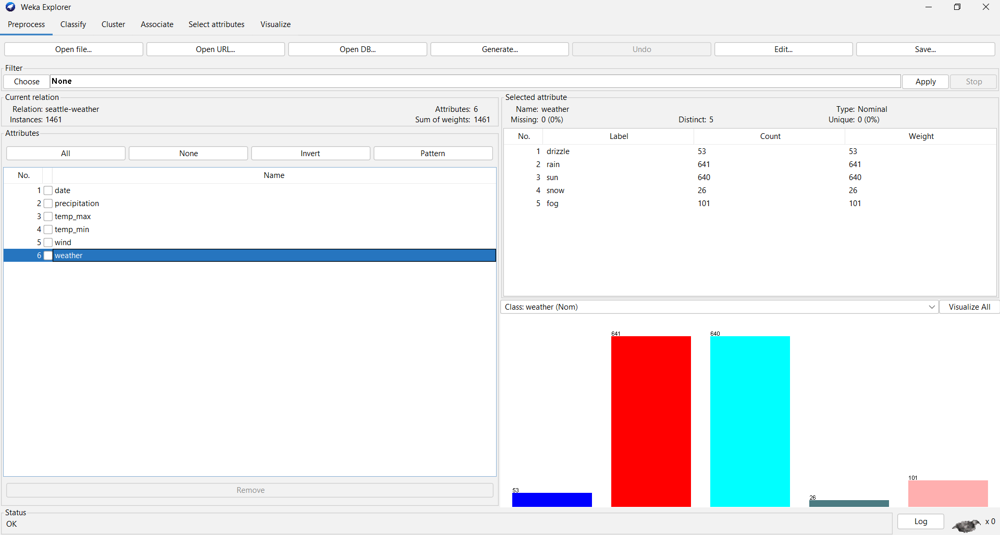 Weka Explorer
Preprocess Classify Cluster Associate Select attributes Visualize
Open file... Open URL... Open DB... Generate... Undo Edit... Save...
Filter
Choose None Apply Stop
Current relation
Relation: seattle-weather Attributes: 6
Instances: 1461 Sum of weights: 1461
Attributes
All None Invert Pattern
No. Name
1 date
2 precipitation
3 temp_max
4 temp_min
5 wind
6 weather
Remove
Selected attribute
Name: weather Type: Nominal
Missing: 0 (0%) Distinct: 5 Unique: 0 (0%)
No. Label Count Weight
1 drizzle 53 53
2 rain 641 641
3 sun 640 640
4 snow 26 26
5 fog 101 101
Class: weather (Nom) Visualize All
53 641 640 26 101
Status
OK Log x 0